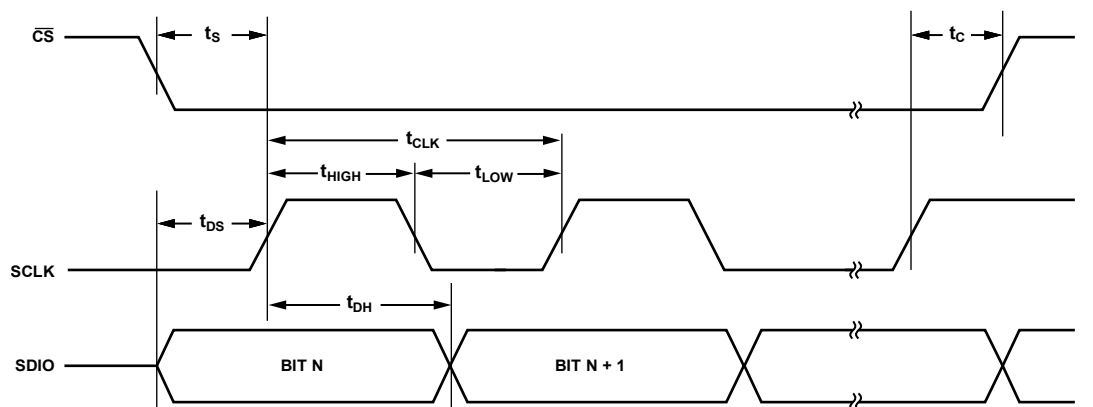 CS
tS
tC
tCLK
tHIGH
tLOW
tDS
SCLK
tDH
SDIO
BIT N
BIT N + 1